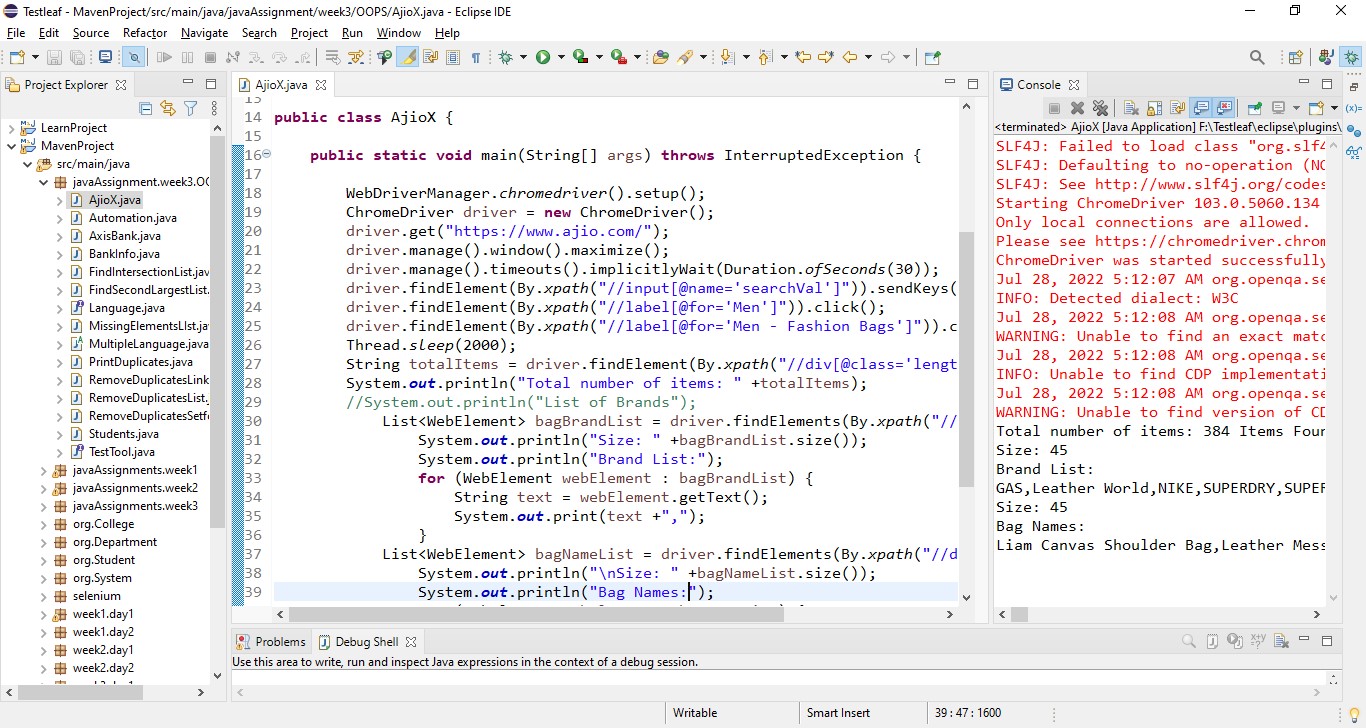 Testleaf - MavenProject/src/main/java/javaAssignment/week3/OOPS/AjioX.java - Eclipse IDE
File Edit Source Refactor Navigate Search Project Run Window Help
Project Explorer
LearnProject
MavenProject
src/main/java
javaAssignment.week3.OO
AjioX.java
Automation.java
AxisBank.java
BankInfo.java
FindIntersectionList.jav
FindSecondLargestList.
Language.java
MissingElementsLIst.ja
MultipleLanguage.java
PrintDuplicates.java
RemoveDuplicatesLink
RemoveDuplicatesList.
RemoveDuplicatesSetfo
Students.java
TestTool.java
javaAssignments.week1
javaAssignments.week2
javaAssignments.week3
org.College
org.Department
org.Student
org.System
selenium
week1.day1
week1.day2
week2.day1
week2.day2
AjioX.java
13
14 public class AjioX {
15
16 public static void main(String[] args) throws InterruptedException {
17
18 WebDriverManager.chromedriver().setup();
19 ChromeDriver driver = new ChromeDriver();
20 driver.get("https://www.ajio.com/");
21 driver.manage().window().maximize();
22 driver.manage().timeouts().implicitlyWait(Duration.ofSeconds(30));
23 driver.findElement(By.xpath("//input[@name='searchVal']")).sendKeys(
24 driver.findElement(By.xpath("//label[@for='Men']")).click();
25 driver.findElement(By.xpath("//label[@for='Men - Fashion Bags']")).c
26 Thread.sleep(2000);
27 String totalItems = driver.findElement(By.xpath("//div[@class='lengt
28 System.out.println("Total number of items: " +totalItems);
29 //System.out.println("List of Brands");
30 List<WebElement> bagBrandList = driver.findElements(By.xpath("//
31 System.out.println("Size: " +bagBrandList.size());
32 System.out.println("Brand List:");
33 for (WebElement webElement : bagBrandList) {
34 String text = webElement.getText();
35 System.out.print(text +",");
36 }
37 List<WebElement> bagNameList = driver.findElements(By.xpath("//d
38 System.out.println("\nSize: " +bagNameList.size());
39 System.out.println("Bag Names:");
Console
<terminated> AjioX [Java Application] F:\Testleaf\eclipse\plugins\
SLF4J: Failed to load class "org.slf4
SLF4J: Defaulting to no-operation (NO
SLF4J: See http://www.slf4j.org/codes
Starting ChromeDriver 103.0.5060.134
Only local connections are allowed.
Please see https://chromedriver.chrom
ChromeDriver was started successfully
Jul 28, 2022 5:12:07 AM org.openqa.se
INFO: Detected dialect: W3C
Jul 28, 2022 5:12:08 AM org.openqa.se
WARNING: Unable to find an exact matc
Jul 28, 2022 5:12:08 AM org.openqa.se
INFO: Unable to find CDP implementati
Jul 28, 2022 5:12:08 AM org.openqa.se
WARNING: Unable to find version of CD
Total number of items: 384 Items Foun
Size: 45
Brand List:
GAS,Leather World,NIKE,SUPERDRY,SUPER
Size: 45
Bag Names:
Liam Canvas Shoulder Bag,Leather Mess
Problems Debug Shell
Use this area to write, run and inspect Java expressions in the context of a debug session.
Writable Smart Insert 39 : 47 : 1600